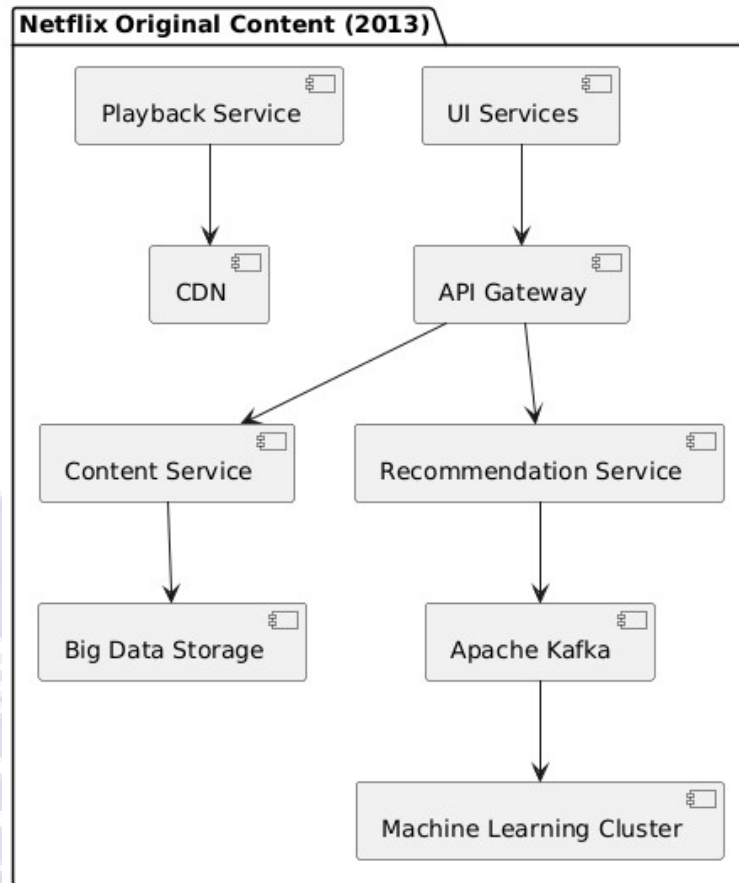 Netflix Original Content (2013)
Playback Service
UI Services
CDN
API Gateway
Content Service
Recommendation Service
Big Data Storage
Apache Kafka
Machine Learning Cluster